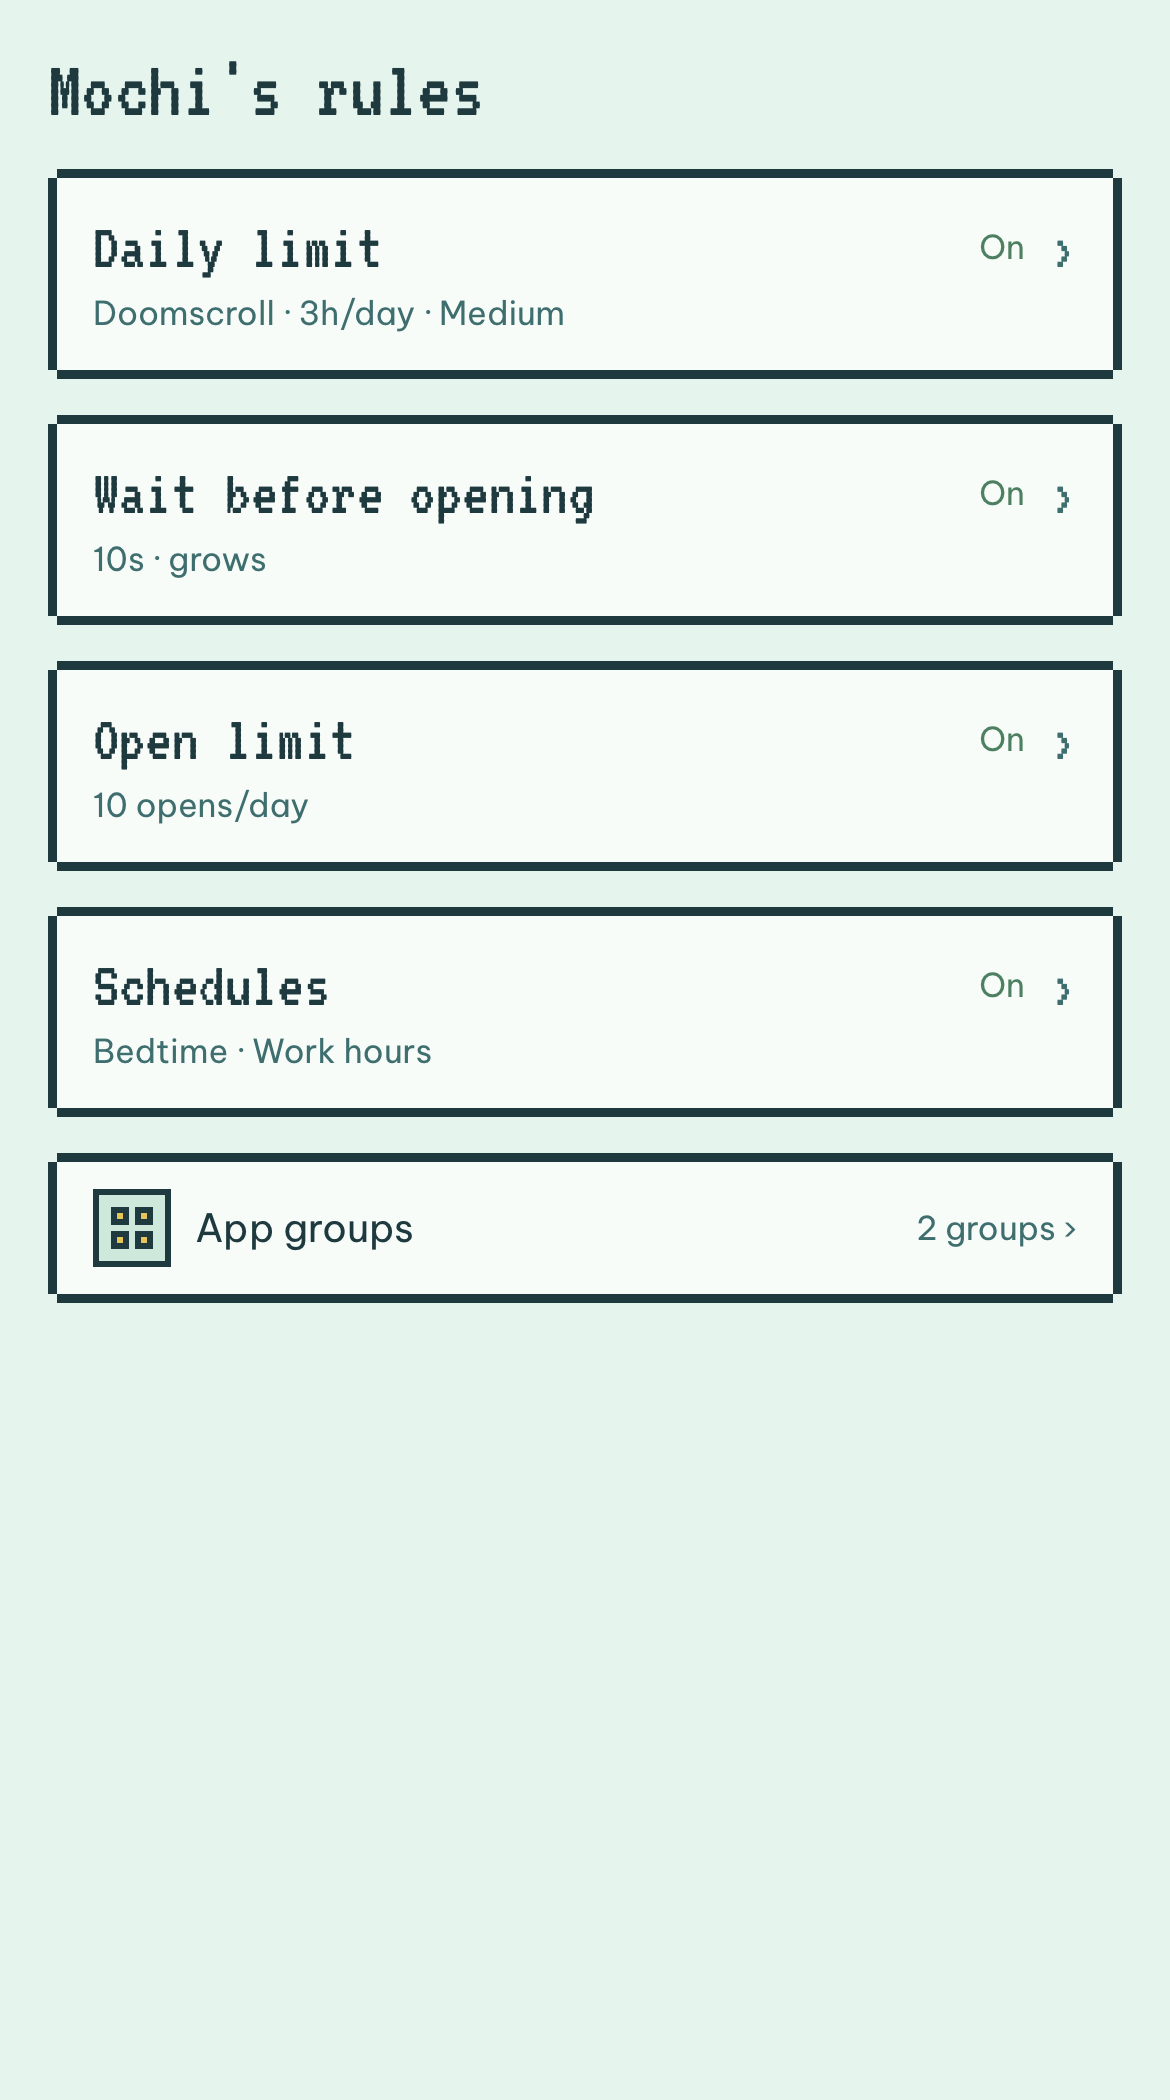 Mochi's rules
Daily limit On ›
Doomscroll · 3h/day · Medium
Wait before opening On ›
10s · grows
Open limit On ›
10 opens/day
Schedules On ›
Bedtime · Work hours
App groups 2 groups ›